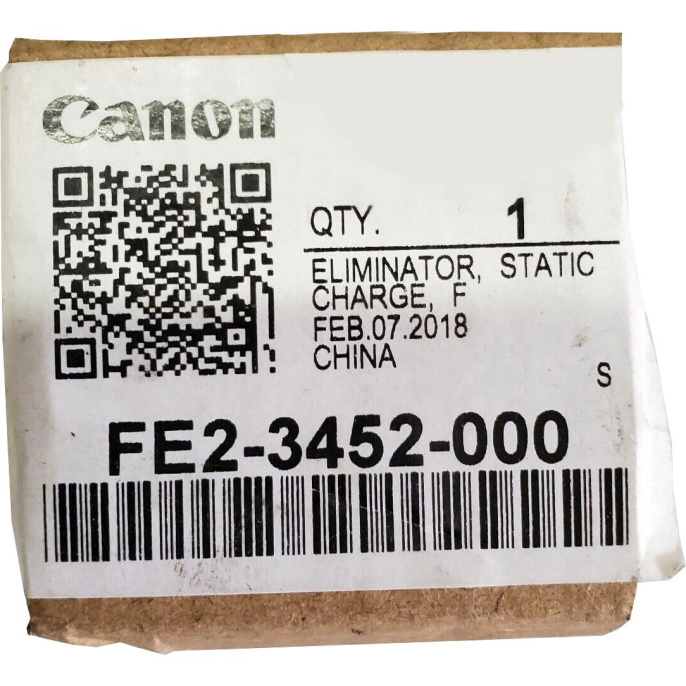 Canon
QTY. 1
ELIMINATOR, STATIC
CHARGE, F
FEB.07.2018
CHINA
S
FE2-3452-000